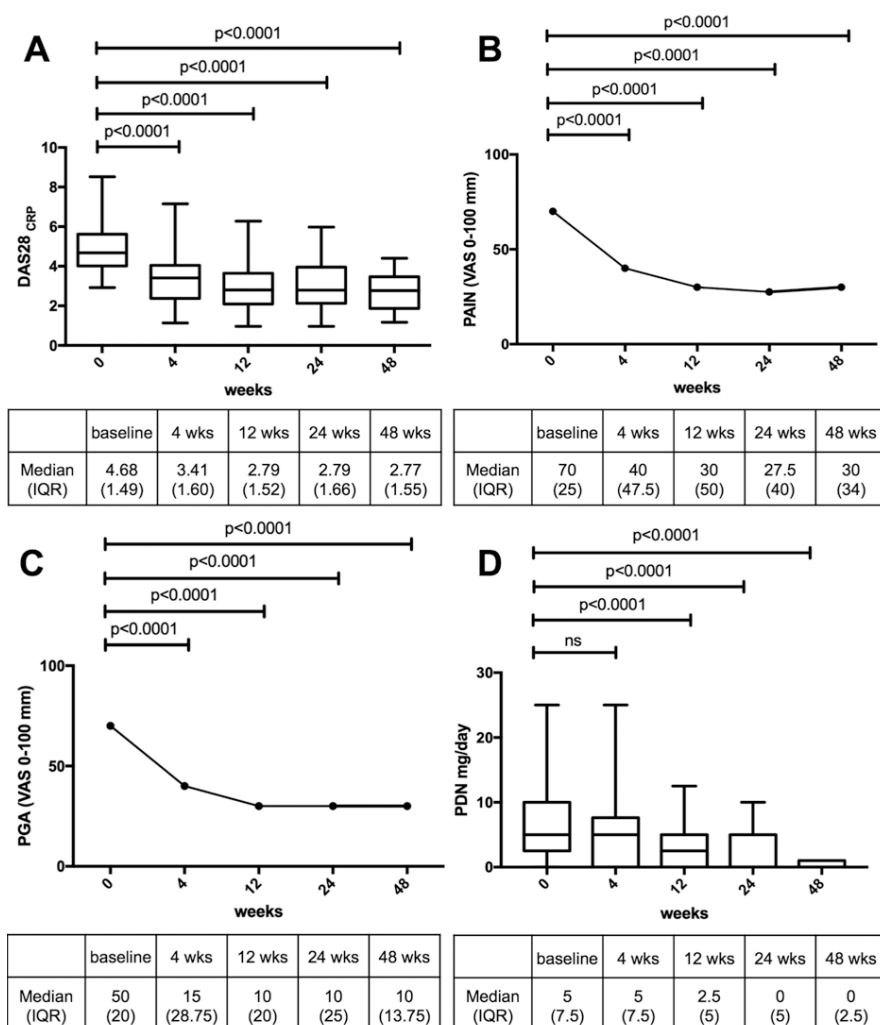 A
p<0.0001
p<0.0001
p<0.0001
p<0.0001
DAS28 CRP
10
8
6
4
2
0
0 4 12 24 48
weeks
baseline 4 wks 12 wks 24 wks 48 wks
Median 4.68 3.41 2.79 2.79 2.77
(IQR) (1.49) (1.60) (1.52) (1.66) (1.55)
B
p<0.0001
p<0.0001
p<0.0001
p<0.0001
PAIN (VAS 0-100 mm)
100
50
0
0 4 12 24 48
weeks
baseline 4 wks 12 wks 24 wks 48 wks
Median 70 40 30 27.5 30
(IQR) (25) (47.5) (50) (40) (34)
C
p<0.0001
p<0.0001
p<0.0001
p<0.0001
PGA (VAS 0-100 mm)
100
50
0
0 4 12 24 48
weeks
baseline 4 wks 12 wks 24 wks 48 wks
Median 50 15 10 10 10
(IQR) (20) (28.75) (20) (25) (13.75)
D
p<0.0001
p<0.0001
p<0.0001
ns
PDN mg/day
30
20
10
0
0 4 12 24 48
weeks
baseline 4 wks 12 wks 24 wks 48 wks
Median 5 5 2.5 0 0
(IQR) (7.5) (7.5) (5) (5) (2.5)